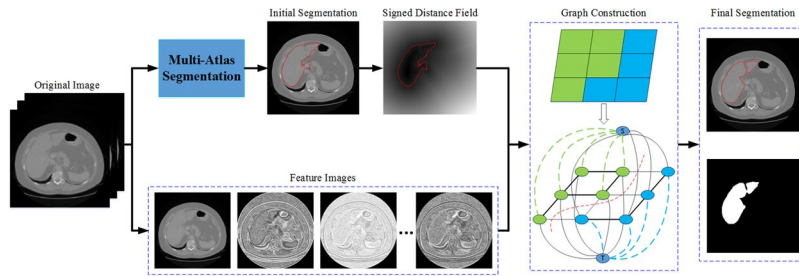 Original Image
Multi-Atlas
Segmentation
Initial Segmentation
Signed Distance Field
Feature Images
Graph Construction
S
T
Final Segmentation